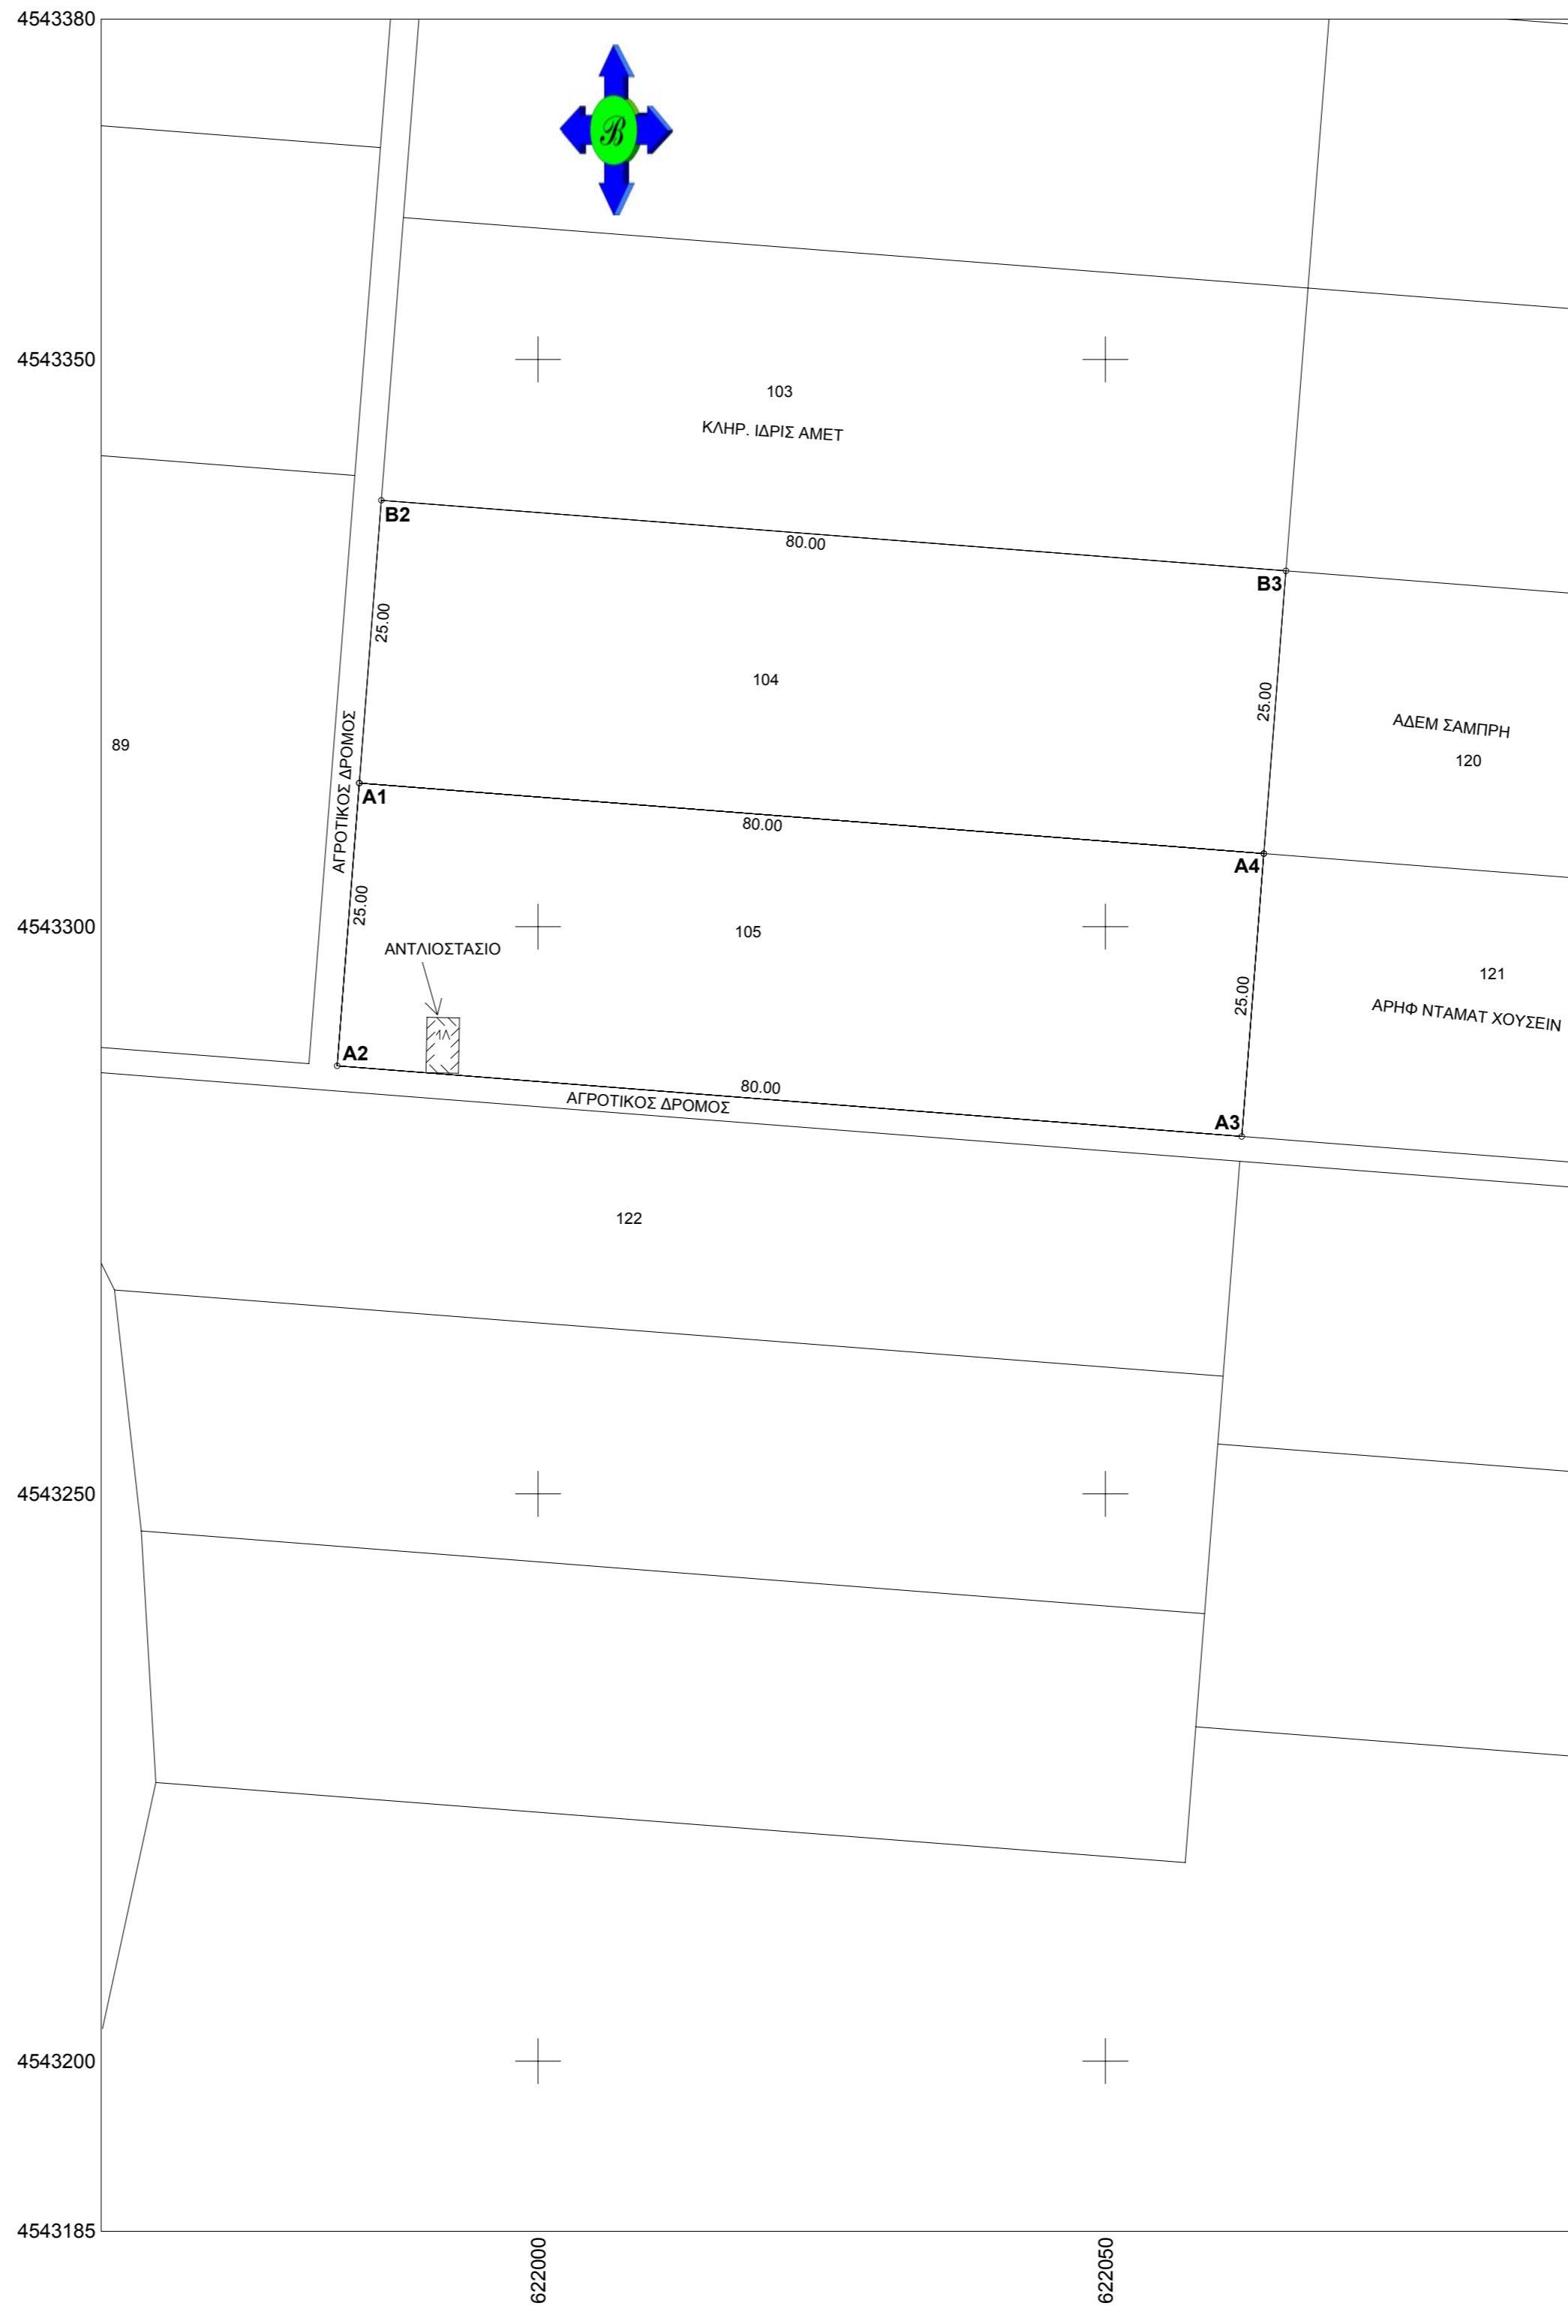 4543380
ℬ
4543350
103
ΚΛΗΡ. ΙΔΡΙΣ ΑΜΕΤ
B2
80.00
B3
25.00
104
25.00
ΑΔΕΜ ΣΑΜΠΡΗ
120
89
ΑΓΡΟΤΙΚΟΣ ΔΡΟΜΟΣ
A1
80.00
A4
25.00
4543300
105
ΑΝΤΛΙΟΣΤΑΣΙΟ
121
25.00
ΑΡΗΦ ΝΤΑΜΑΤ ΧΟΥΣΕΙΝ
1Λ
A2
80.00
ΑΓΡΟΤΙΚΟΣ ΔΡΟΜΟΣ
A3
122
4543250
4543200
4543185
622000
622050